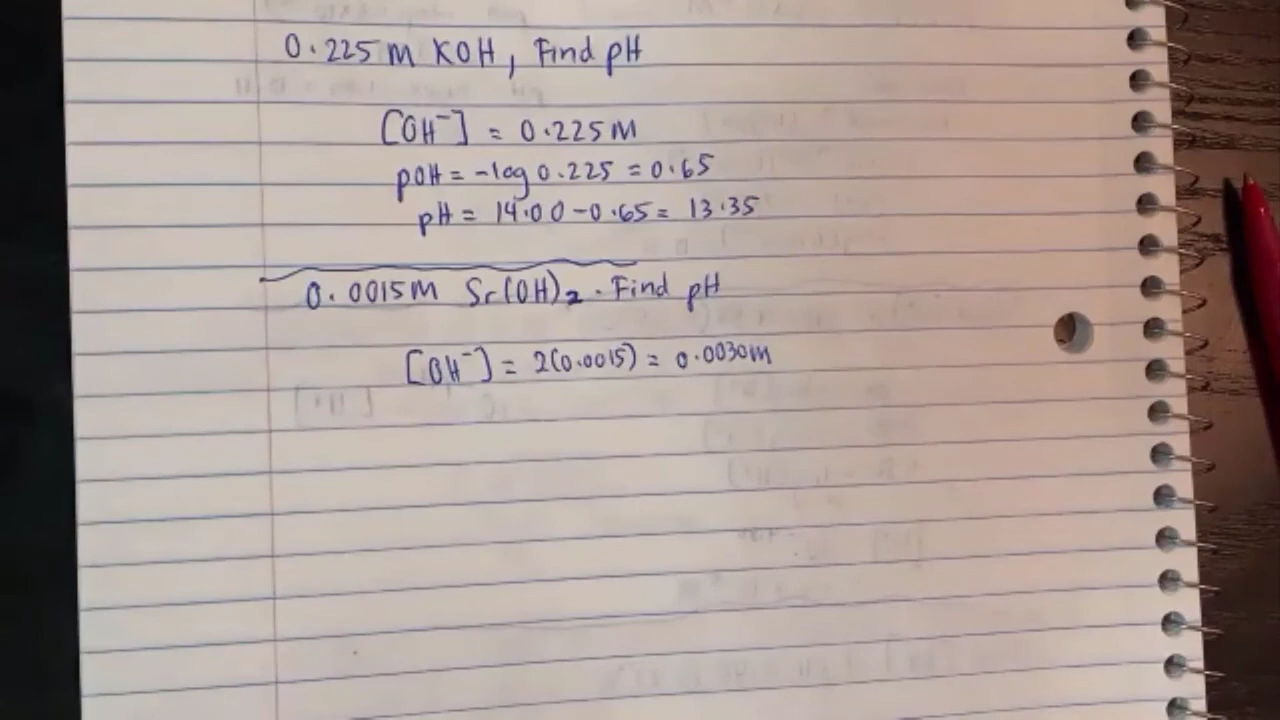 0.225 M KOH, Find pH
[OH⁻] = 0.225 M
pOH = -log 0.225 = 0.65
pH = 14.00 - 0.65 = 13.35
0.0015 M Sr(OH)₂. Find pH
[OH⁻] = 2(0.0015) = 0.0030 M